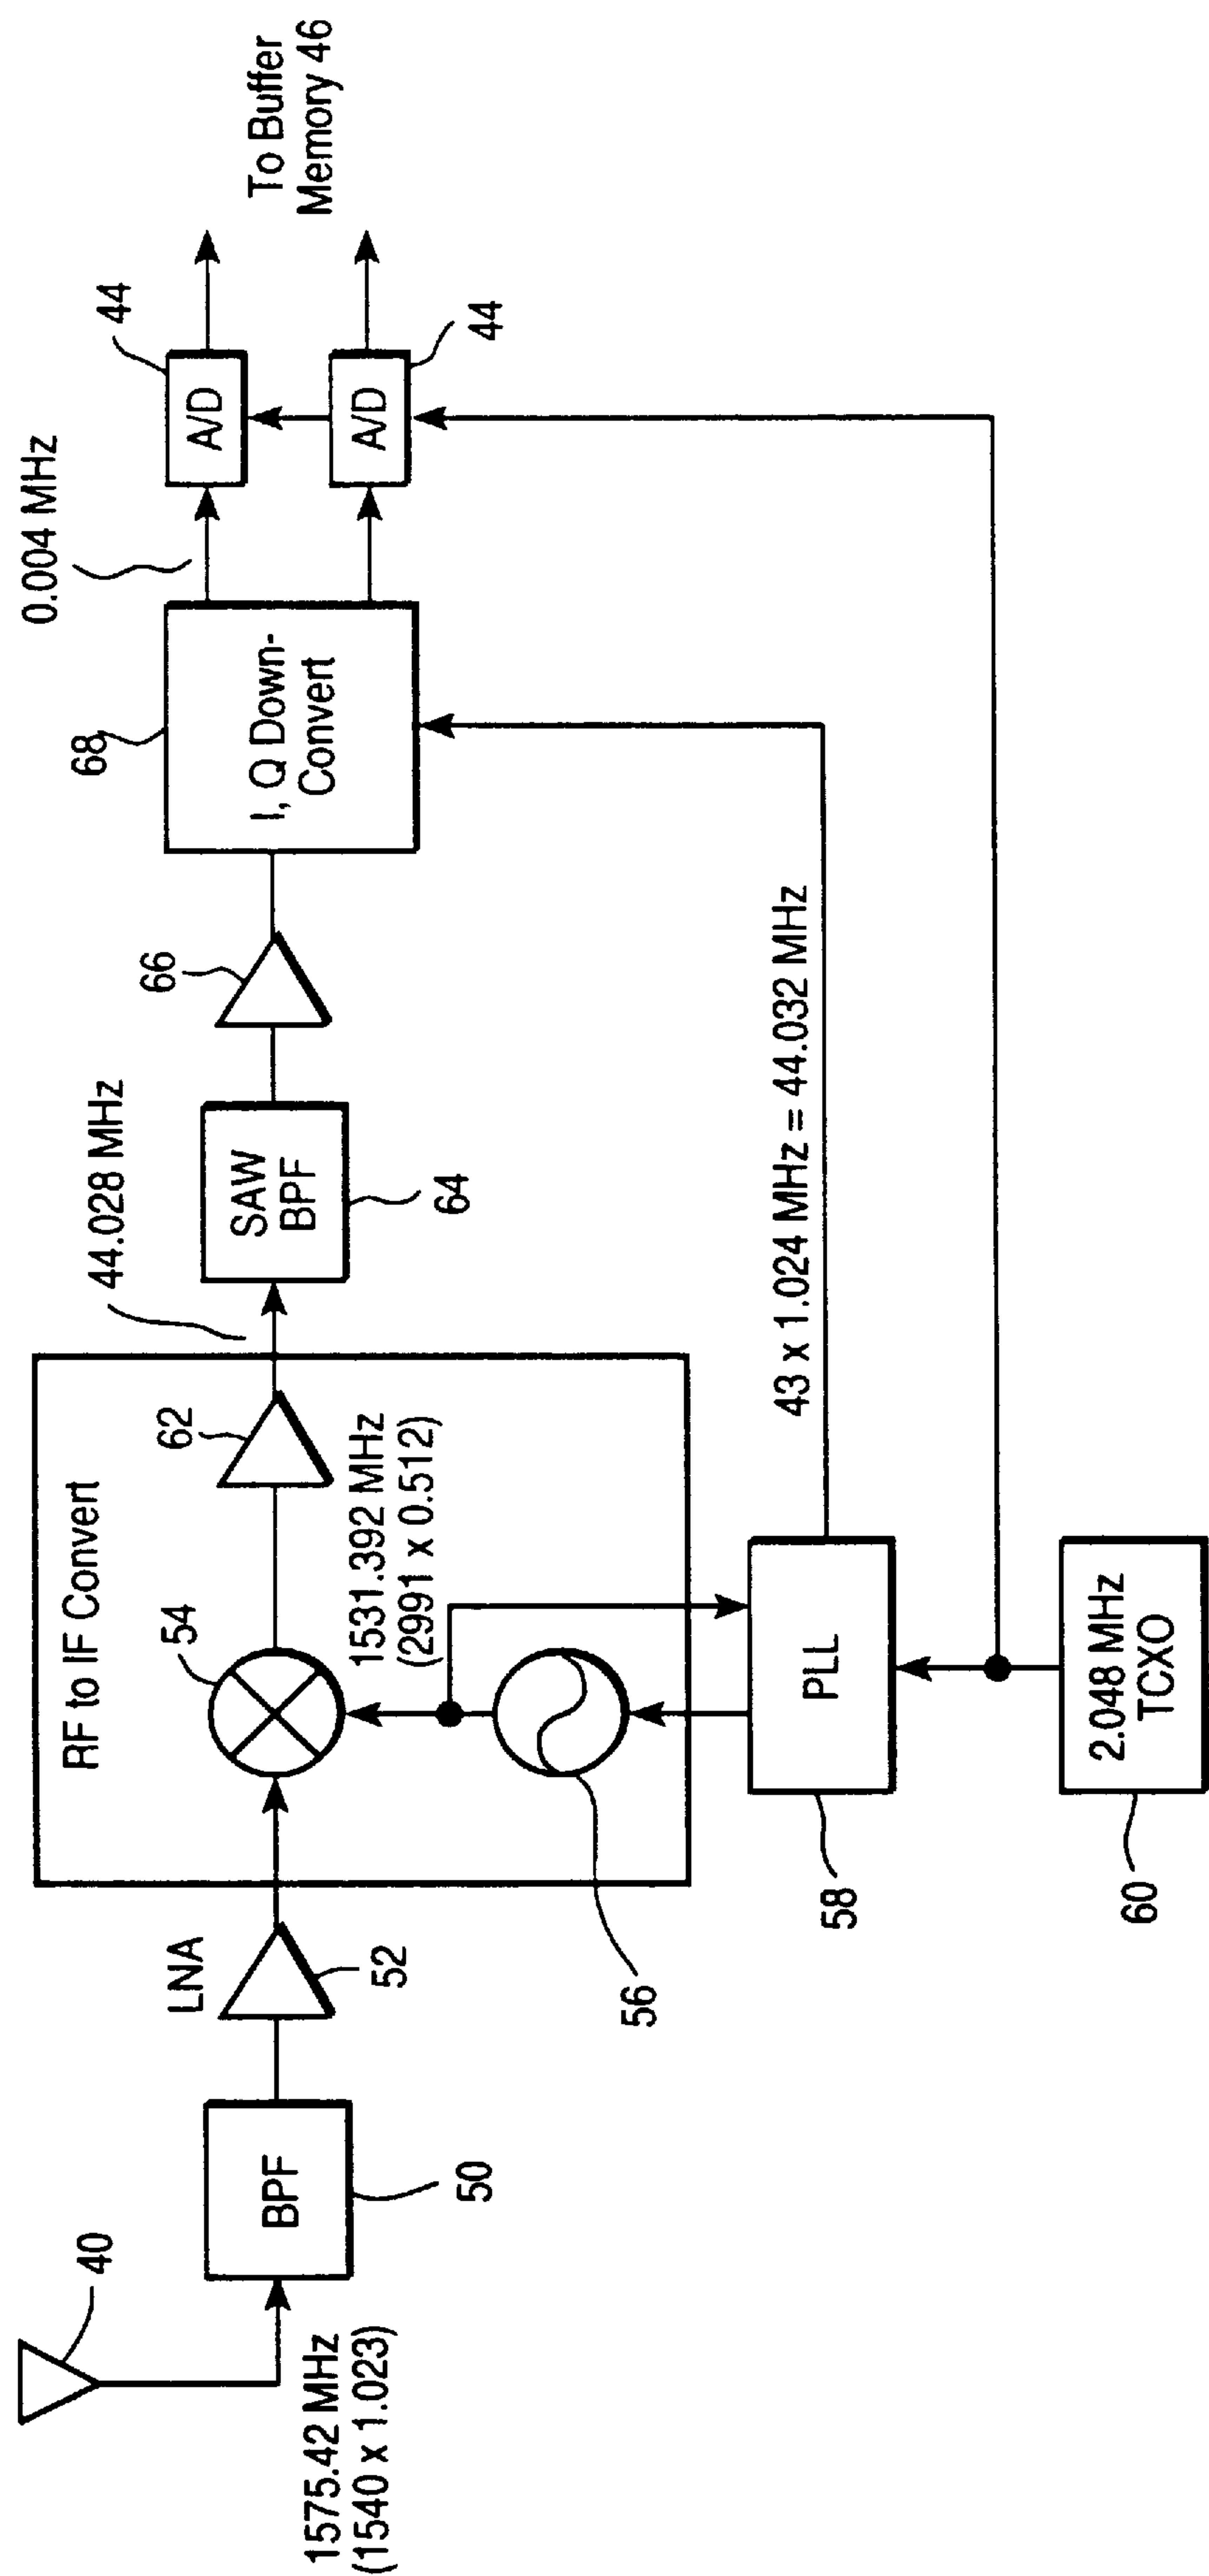 40
1575.42 MHz
(1540 x 1.023)
BPF
50
LNA
52
RF to IF Convert
54
62
1531.392 MHz
(2991 x 0.512)
56
44.028 MHz
SAW
BPF
64
66
68
I, Q Down-
Convert
0.004 MHz
44
A/D
A/D
44
To Buffer
Memory 46
PLL
58
43 x 1.024 MHz = 44.032 MHz
2.048 MHz
TCXO
60